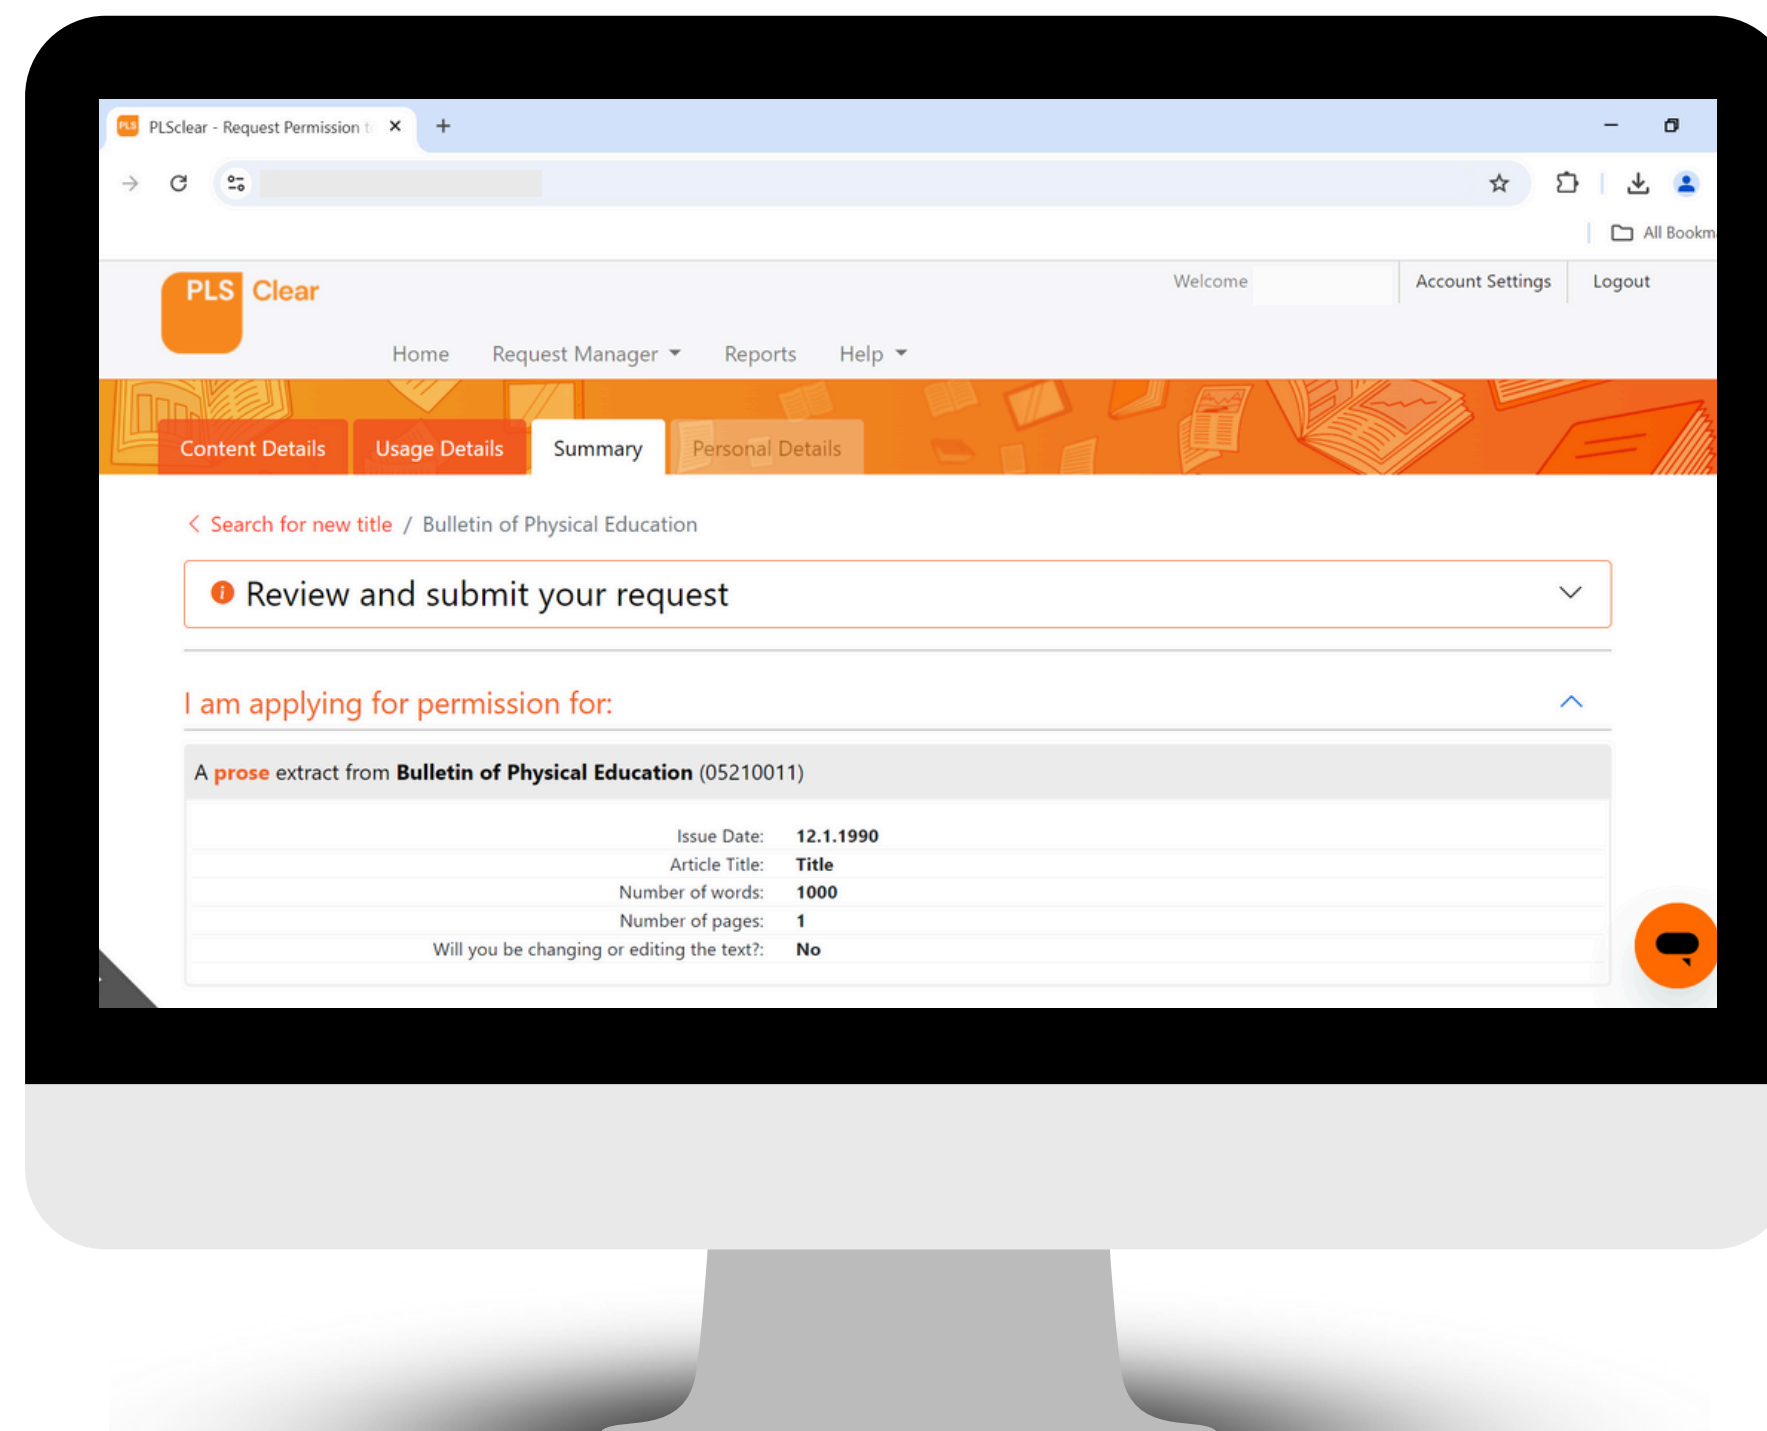 PLS PLSclear - Request Permission
All
PLS Clear
Welcome Account Settings Logout
Home Request Manager Reports Help
Content Details Usage Details Summary Personal Details
Search for new title / Bulletin of Physical Education
Review and submit your request
I am applying for permission for:
A prose extract from Bulletin of Physical Education (05210011)
Issue Date: 12.1.1990
Article Title: Title
Number of words: 1000
Number of pages: 1
Will you be changing or editing the text?: No